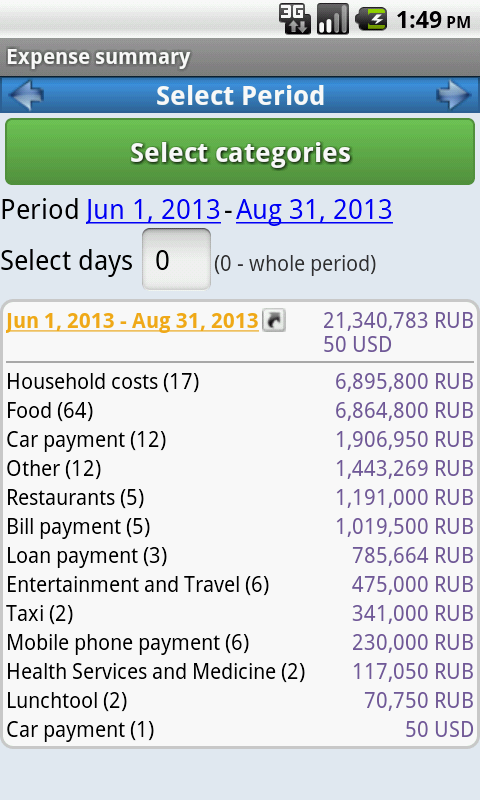 3G 1:49 PM
Expense summary
Select Period
Select categories
Period Jun 1, 2013 - Aug 31, 2013
Select days 0 (0 - whole period)
Jun 1, 2013 - Aug 31, 2013 21,340,783 RUB
50 USD
Household costs (17) 6,895,800 RUB
Food (64) 6,864,800 RUB
Car payment (12) 1,906,950 RUB
Other (12) 1,443,269 RUB
Restaurants (5) 1,191,000 RUB
Bill payment (5) 1,019,500 RUB
Loan payment (3) 785,664 RUB
Entertainment and Travel (6) 475,000 RUB
Taxi (2) 341,000 RUB
Mobile phone payment (6) 230,000 RUB
Health Services and Medicine (2) 117,050 RUB
Lunchtool (2) 70,750 RUB
Car payment (1) 50 USD